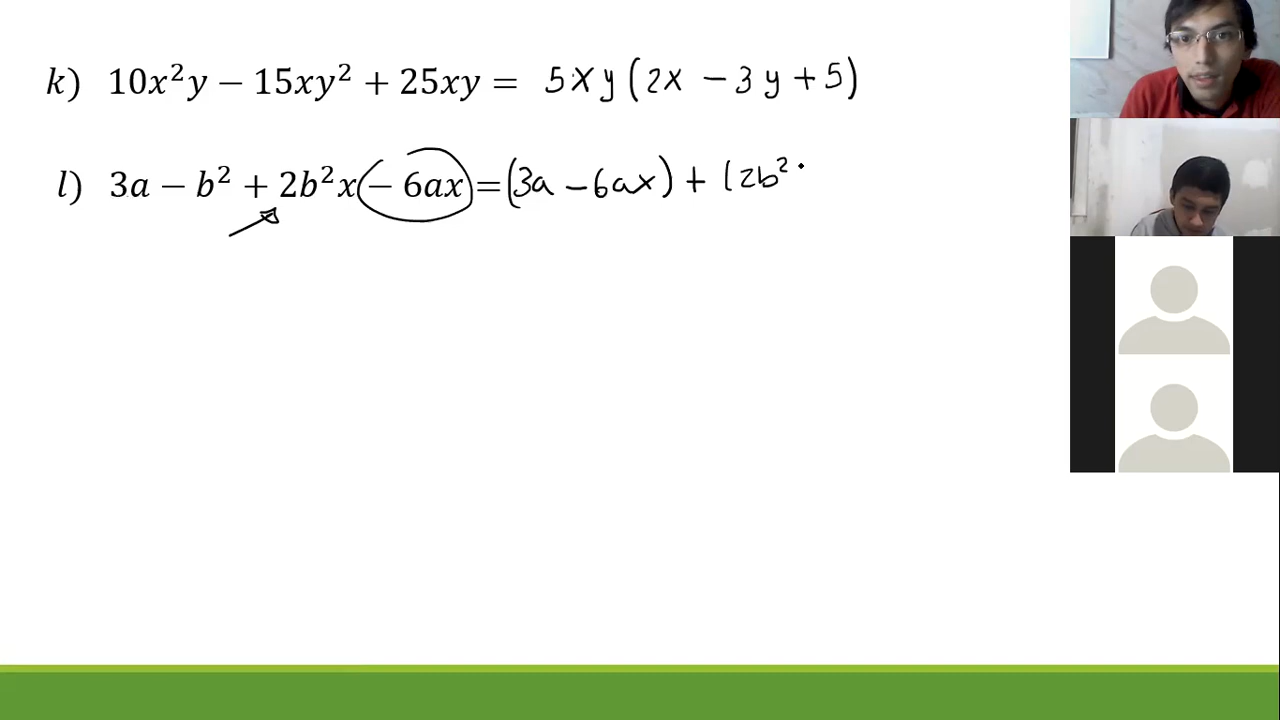 k) 10x²y − 15xy² + 25xy = 5xy(2x − 3y + 5)
l) 3a − b² + 2b²x − 6ax = (3a − 6ax) + (2b²